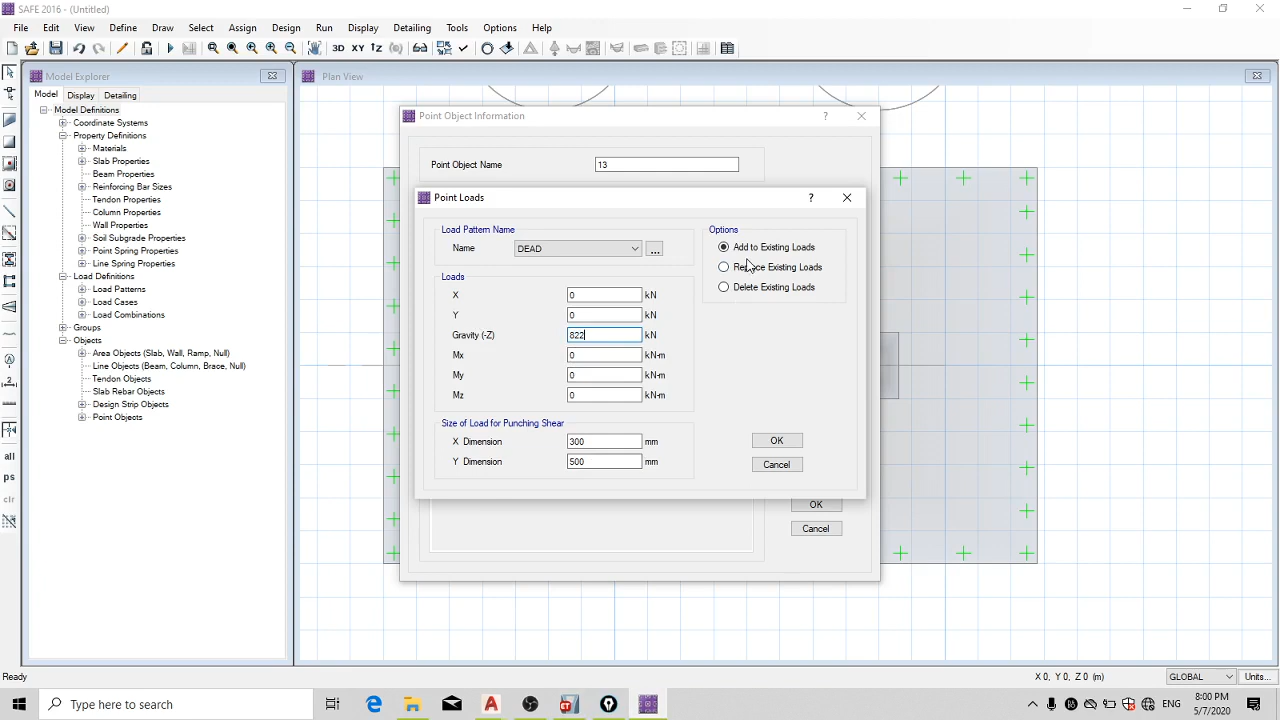 SAFE 2016 - (Untitled)
File Edit View Define Draw Select Assign Design Run Display Detailing Tools Options Help
3D XY
Model Explorer
Plan View
Model Display Detailing
Model Definitions
Coordinate Systems
Property Definitions
Materials
Slab Properties
Beam Properties
Reinforcing Bar Sizes
Tendon Properties
Column Properties
Wall Properties
Soil Subgrade Properties
Point Spring Properties
Line Spring Properties
Load Definitions
Load Patterns
Load Cases
Load Combinations
Groups
Objects
Area Objects (Slab, Wall, Ramp, Null)
Line Objects (Beam, Column, Brace, Null)
Tendon Objects
Slab Rebar Objects
Design Strip Objects
Point Objects
all
ps
clr
Point Object Information ?
Point Object Name 13
Point Loads ?
Load Pattern Name
Name DEAD ...
Options
Add to Existing Loads
Replace Existing Loads
Delete Existing Loads
Loads
X 0 kN
Y 0 kN
Gravity (-Z) 822 kN
Mx 0 kN-m
My 0 kN-m
Mz 0 kN-m
Size of Load for Punching Shear
X Dimension 300 mm
Y Dimension 500 mm
OK
Cancel
OK
Cancel
Ready
X 0, Y 0, Z 0 (m) GLOBAL Units...
Type here to search
ENG
8:00 PM
5/7/2020